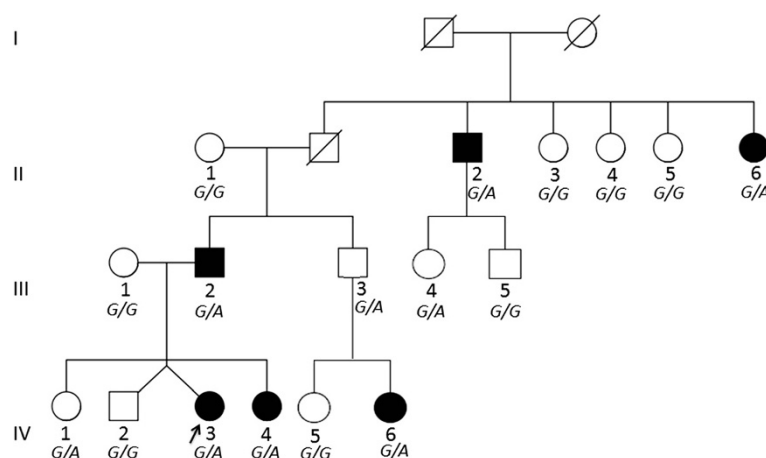 I
II
1 2 3 4 5 6
G/G G/A G/G G/G G/G G/A
III
1 2 3 4 5
G/G G/A G/A G/A G/G
IV
1 2 3 4 5 6
G/A G/G G/A G/A G/G G/A